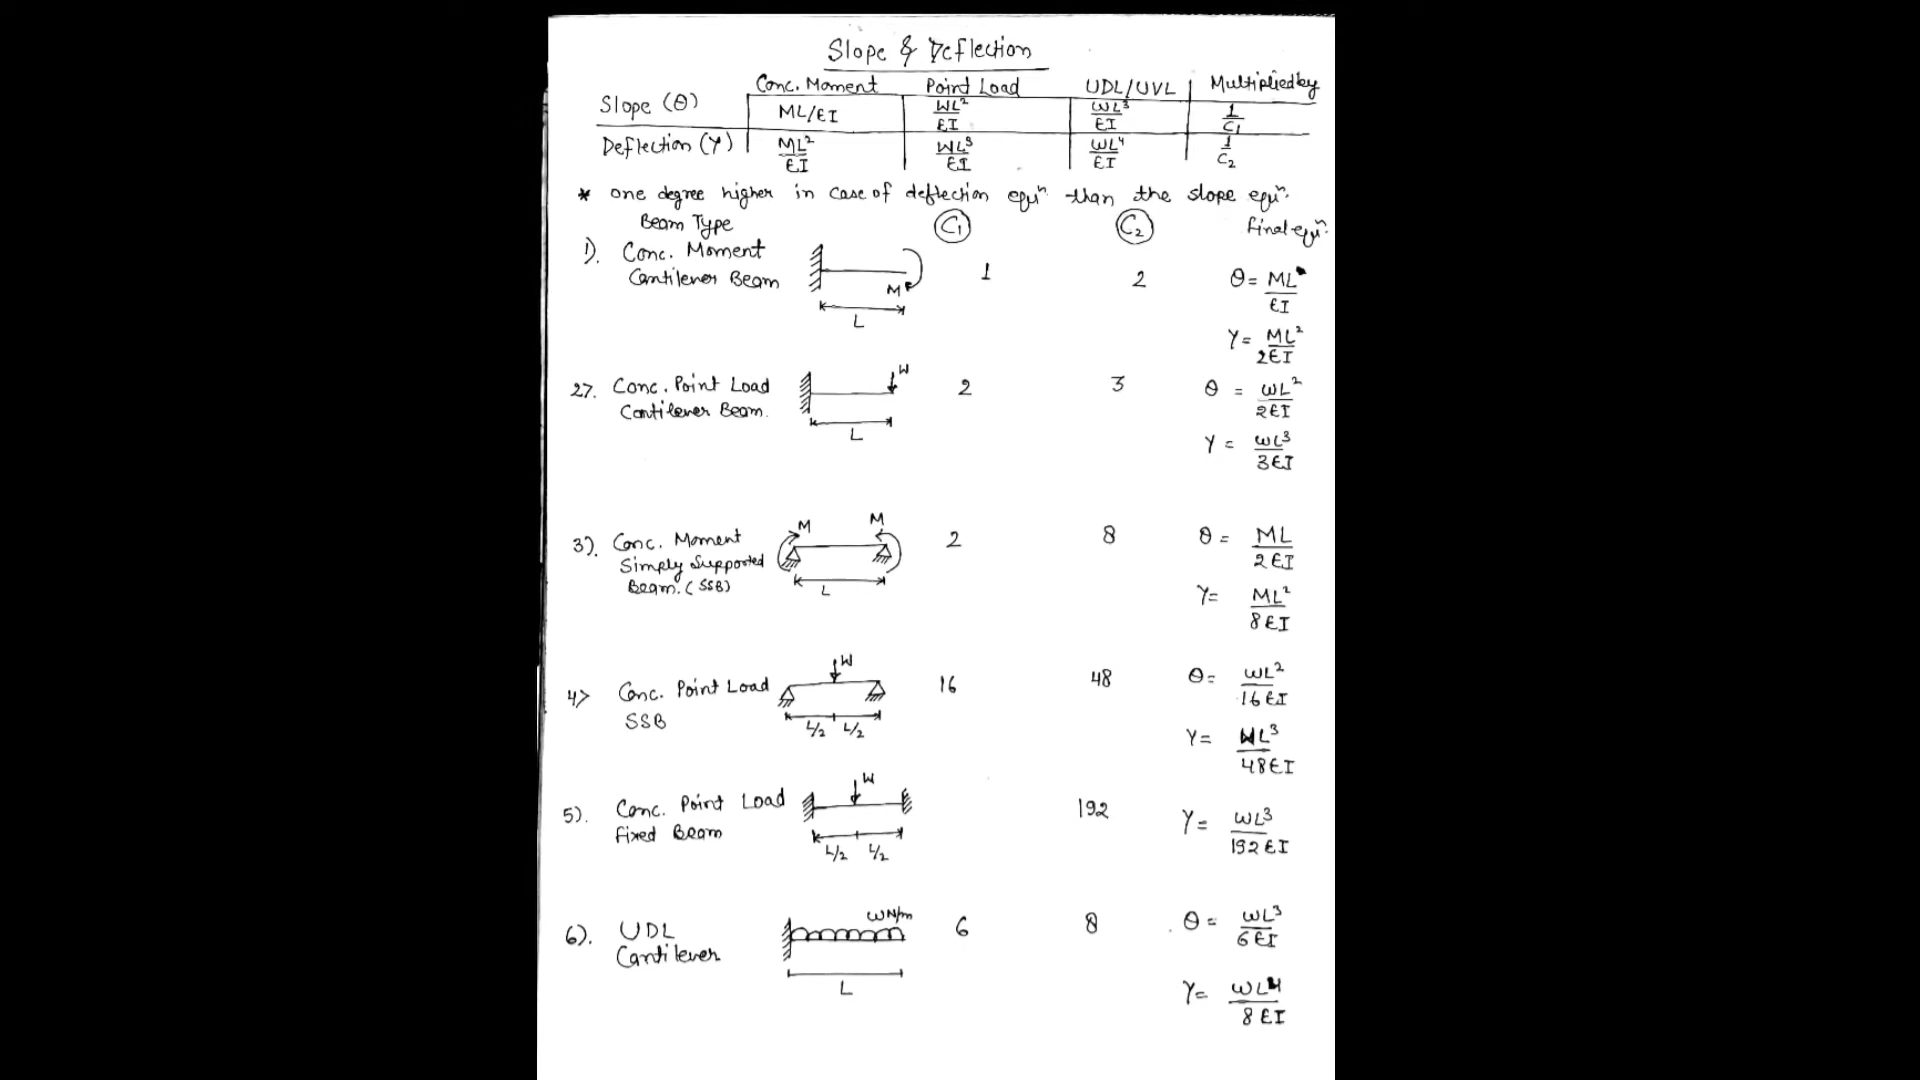 Slope & Deflection
Conc. Moment Point Load UDL/UVL Multiplied by
Slope (θ) ML/EI WL²/EI WL³/EI 1/C₁
Deflection (Y) ML²/EI WL³/EI WL⁴/EI 1/C₂
* one degree higher in case of deflection equⁿ. than the slope equⁿ.
Beam Type C₁ C₂ final equⁿ.
1). Conc. Moment
Cantilever Beam M L 1 2 θ = ML/EI
Y = ML²/2EI
2>. Conc. Point Load
Cantilever Beam. W L 2 3 θ = WL²/2EI
Y = WL³/3EI
3). Conc. Moment
Simply Supported
Beam. (SSB) M M L 2 8 θ = ML/2EI
Y = ML²/8EI
4> Conc. Point Load
SSB W L/2 L/2 16 48 θ = WL²/16EI
Y = WL³/48EI
5). Conc. Point Load
fixed Beam W L/2 L/2 192 Y = WL³/192EI
6). UDL
Cantilever WN/m L 6 8 θ = WL³/6EI
Y = WL⁴/8EI